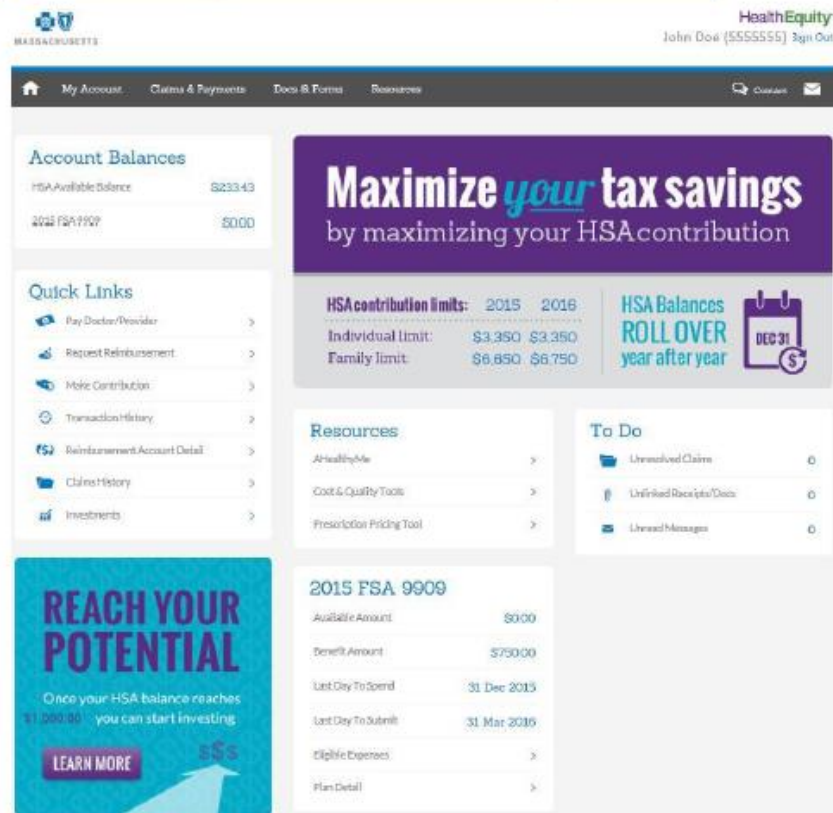 MASSACHUSETTS
HealthEquity
John Doe (5555555) Sign Out
My Account Claims & Payments Docs & Forms Resources Contact
Account Balances
HSA Available Balance $233.43
2015 FSA 9909 $0.00
Maximize your tax savings
by maximizing your HSA contribution
HSA contribution limits: 2015 2016
Individual limit: $3,350 $3,350
Family limit: $6,650 $6,750
HSA Balances
ROLL OVER
year after year
DEC 31
$
Quick Links
Pay Doctor/Provider
Request Reimbursement
Make Contribution
Transaction History
Reimbursement Account Detail
Claims History
Investments
Resources
AHealthyMe
Cost & Quality Tools
Prescription Pricing Tool
To Do
Unresolved Claims 0
Unlinked Receipts/Docs 0
Unread Messages 0
REACH YOUR
POTENTIAL
Once your HSA balance reaches
$1,000.00 you can start investing
$$$
LEARN MORE
2015 FSA 9909
Available Amount $0.00
Benefit Amount $750.00
Last Day To Spend 31 Dec 2015
Last Day To Submit 31 Mar 2016
Eligible Expenses
Plan Detail